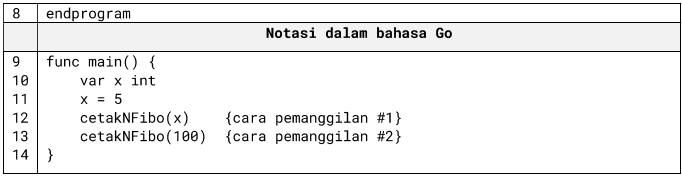 8 endprogram
Notasi dalam bahasa Go
9 func main() {
10     var x int
11     x = 5
12     cetakNFibo(x)    {cara pemanggilan #1}
13     cetakNFibo(100)  {cara pemanggilan #2}
14 }